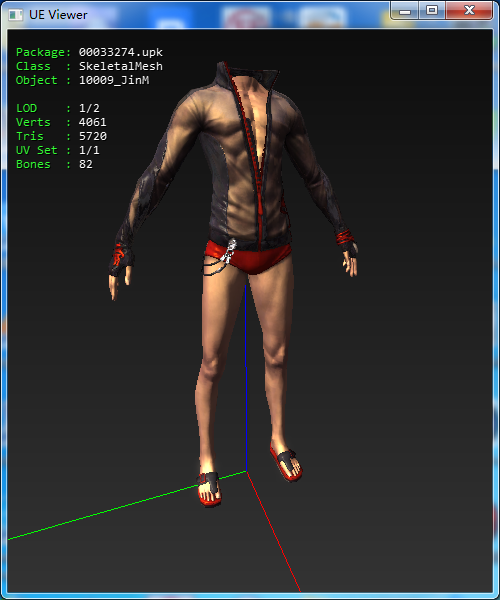 UE Viewer
Package: 00033274.upk
Class : SkeletalMesh
Object : 10009_JinM
LOD : 1/2
Verts : 4061
Tris : 5720
UV Set : 1/1
Bones : 82